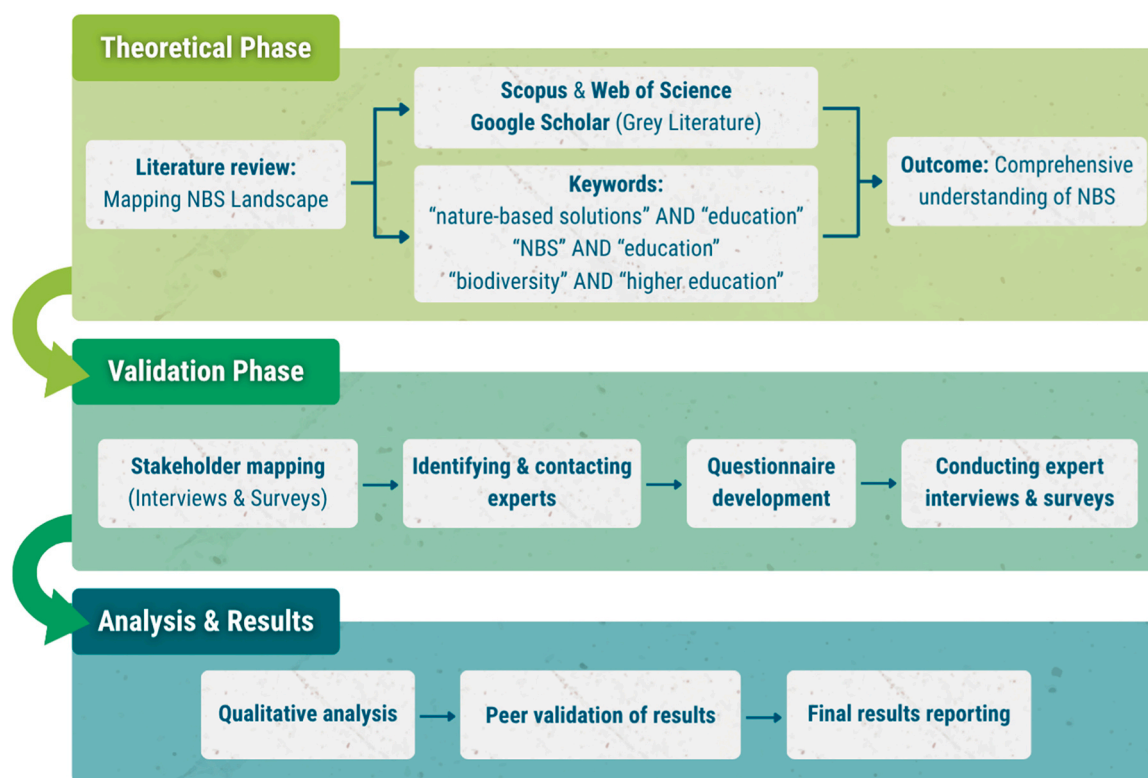 Theoretical Phase
Literature review:
Mapping NBS Landscape
Scopus & Web of Science
Google Scholar (Grey Literature)
Keywords:
“nature-based solutions” AND “education”
“NBS” AND “education”
“biodiversity” AND “higher education”
Outcome: Comprehensive
understanding of NBS
Validation Phase
Stakeholder mapping
(Interviews & Surveys)
Identifying & contacting
experts
Questionnaire
development
Conducting expert
interviews & surveys
Analysis & Results
Qualitative analysis
Peer validation of results
Final results reporting